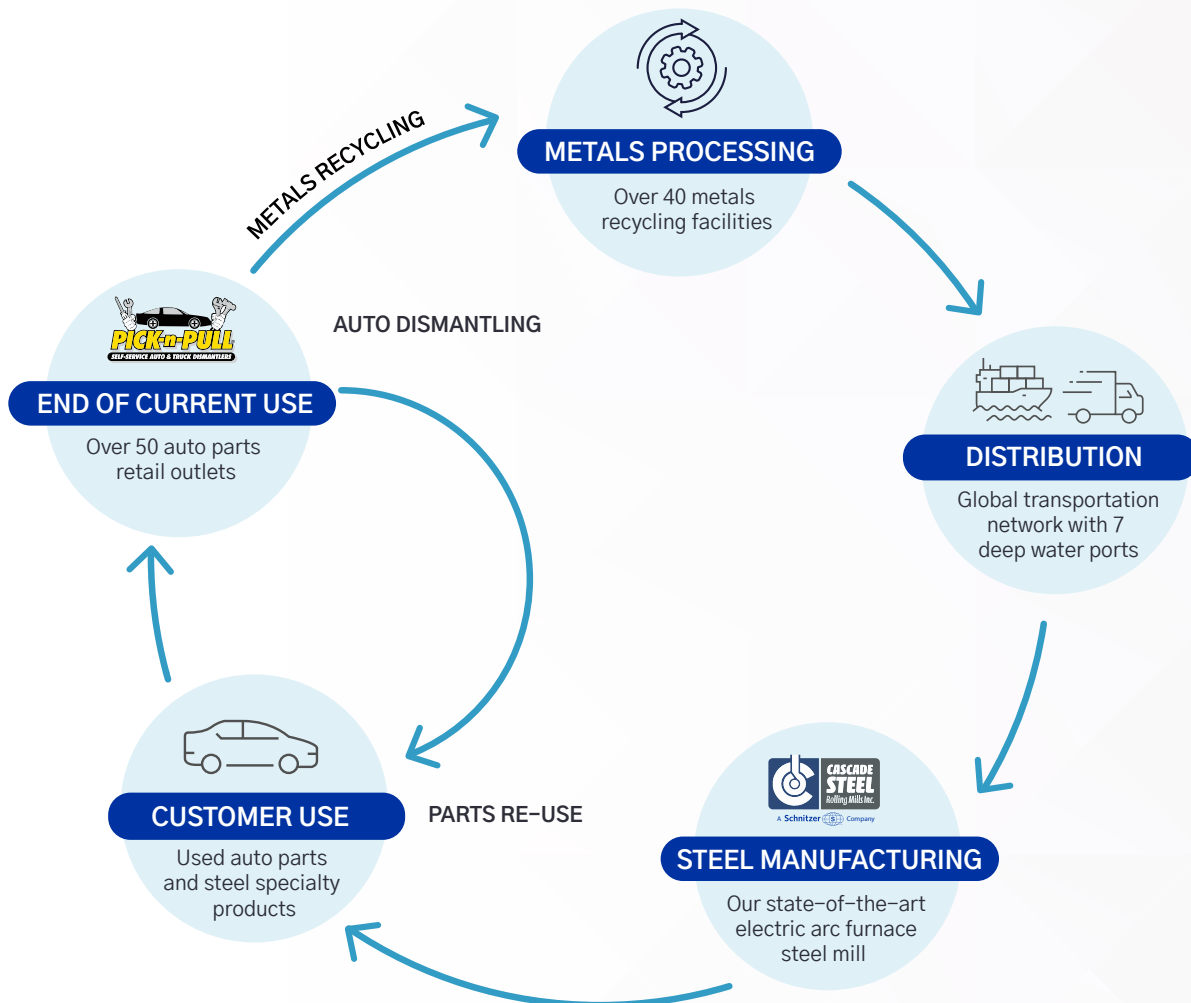 METALS PROCESSING
Over 40 metals
recycling facilities
METALS RECYCLING
PICK-n-PULL
SELF-SERVICE AUTO & TRUCK DISMANTLERS
AUTO DISMANTLING
END OF CURRENT USE
Over 50 auto parts
retail outlets
DISTRIBUTION
Global transportation
network with 7
deep water ports
CASCADE
STEEL
Rolling Mills Inc.
A Schnitzer S Company
STEEL MANUFACTURING
Our state-of-the-art
electric arc furnace
steel mill
CUSTOMER USE
PARTS RE-USE
Used auto parts
and steel specialty
products